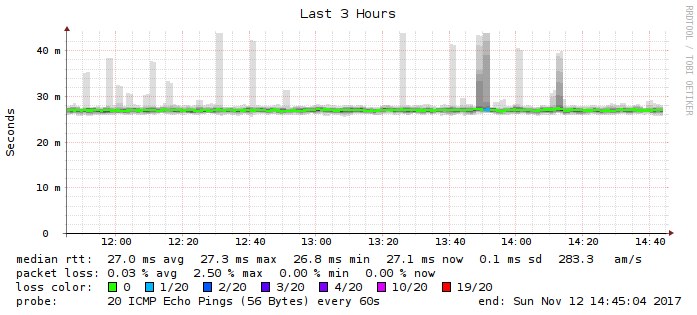 Last 3 Hours
RRDTOOL / TOBI OETIKER
Seconds
40 m
30 m
20 m
10 m
0
12:00 12:20 12:40 13:00 13:20 13:40 14:00 14:20 14:40
median rtt: 27.0 ms avg 27.3 ms max 26.8 ms min 27.1 ms now 0.1 ms sd 283.3 am/s
packet loss: 0.03 % avg 2.50 % max 0.00 % min 0.00 % now
loss color: 0 1/20 2/20 3/20 4/20 10/20 19/20
probe: 20 ICMP Echo Pings (56 Bytes) every 60s end: Sun Nov 12 14:45:04 2017